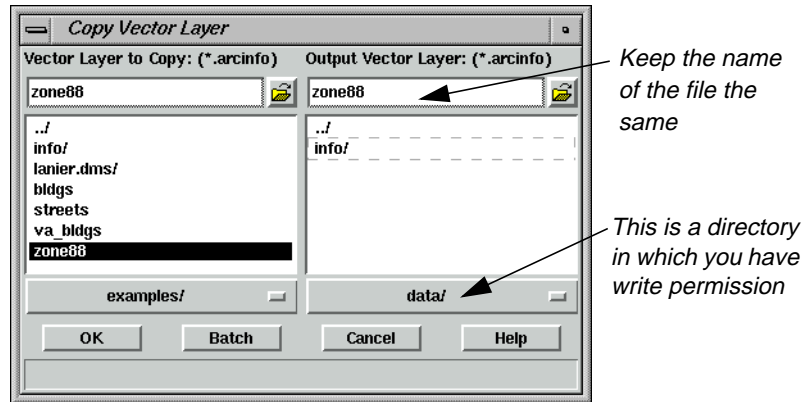 Copy Vector Layer
Vector Layer to Copy: (*.arcinfo)
Output Vector Layer: (*.arcinfo)
zone88
zone88
../
info/
lanier.dms/
bldgs
streets
va_bldgs
zone88
../
info/
examples/
data/
OK
Batch
Cancel
Help
Keep the name
of the file the
same
This is a directory
in which you have
write permission